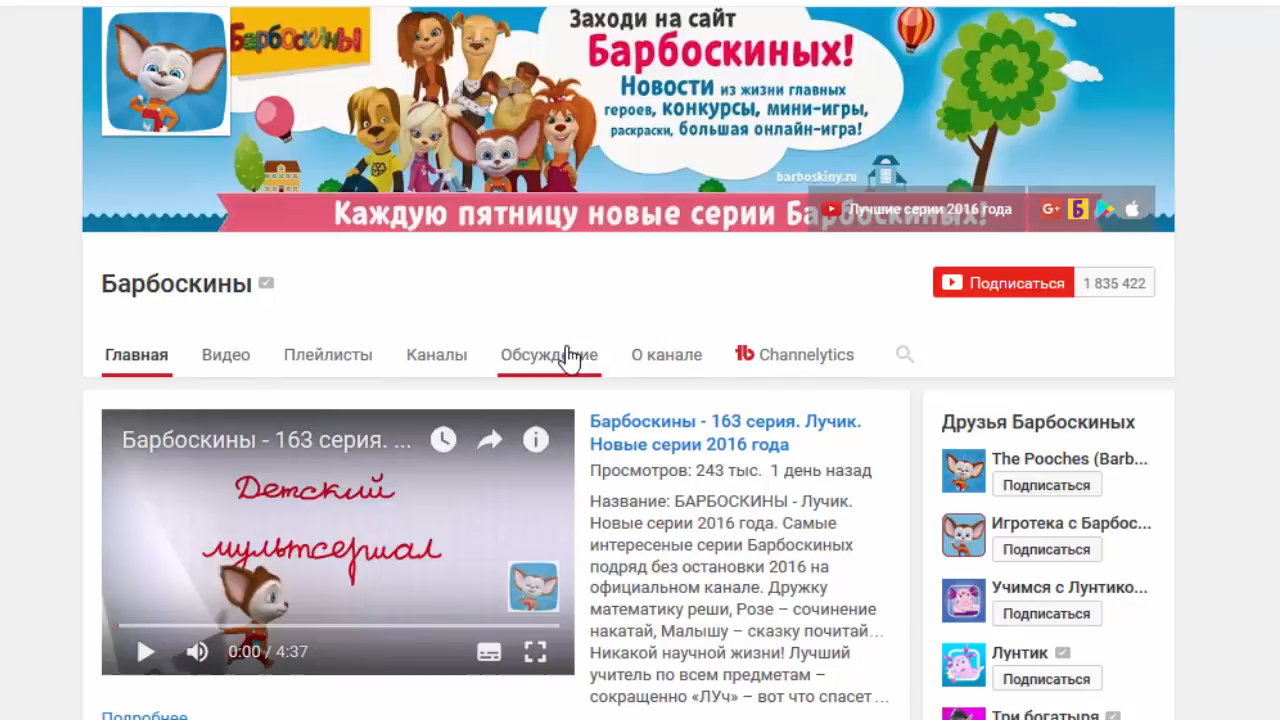 Барбоскины
Заходи на сайт
Барбоскиных!
Новости из жизни главных
героев, конкурсы, мини-игры,
раскраски, большая онлайн-игра!
barboskiny.ru
Каждую пятницу новые серии Барбоскиных!
Лучшие серии 2016 года
G+ Б
Барбоскины
Подписаться 1 835 422
Главная Видео Плейлисты Каналы Обсуждение О канале Channelytics
Барбоскины - 163 серия. ...
Детский
мультсериал
0:00 / 4:37
Барбоскины - 163 серия. Лучик.
Новые серии 2016 года
Просмотров: 243 тыс. 1 день назад
Название: БАРБОСКИНЫ - Лучик.
Новые серии 2016 года. Самые
интересеные серии Барбоскиных
подряд без остановки 2016 на
официальном канале. Дружку
математику реши, Розе – сочинение
накатай, Малышу – сказку почитай…
Никакой научной жизни! Лучший
учитель по всем предметам –
сокращенно «ЛУч» – вот что спасет…
Подробнее
Друзья Барбоскиных
The Pooches (Barb...
Подписаться
Игротека с Барбос...
Подписаться
Учимся с Лунтико...
Подписаться
Лунтик
Подписаться
Три богатыря